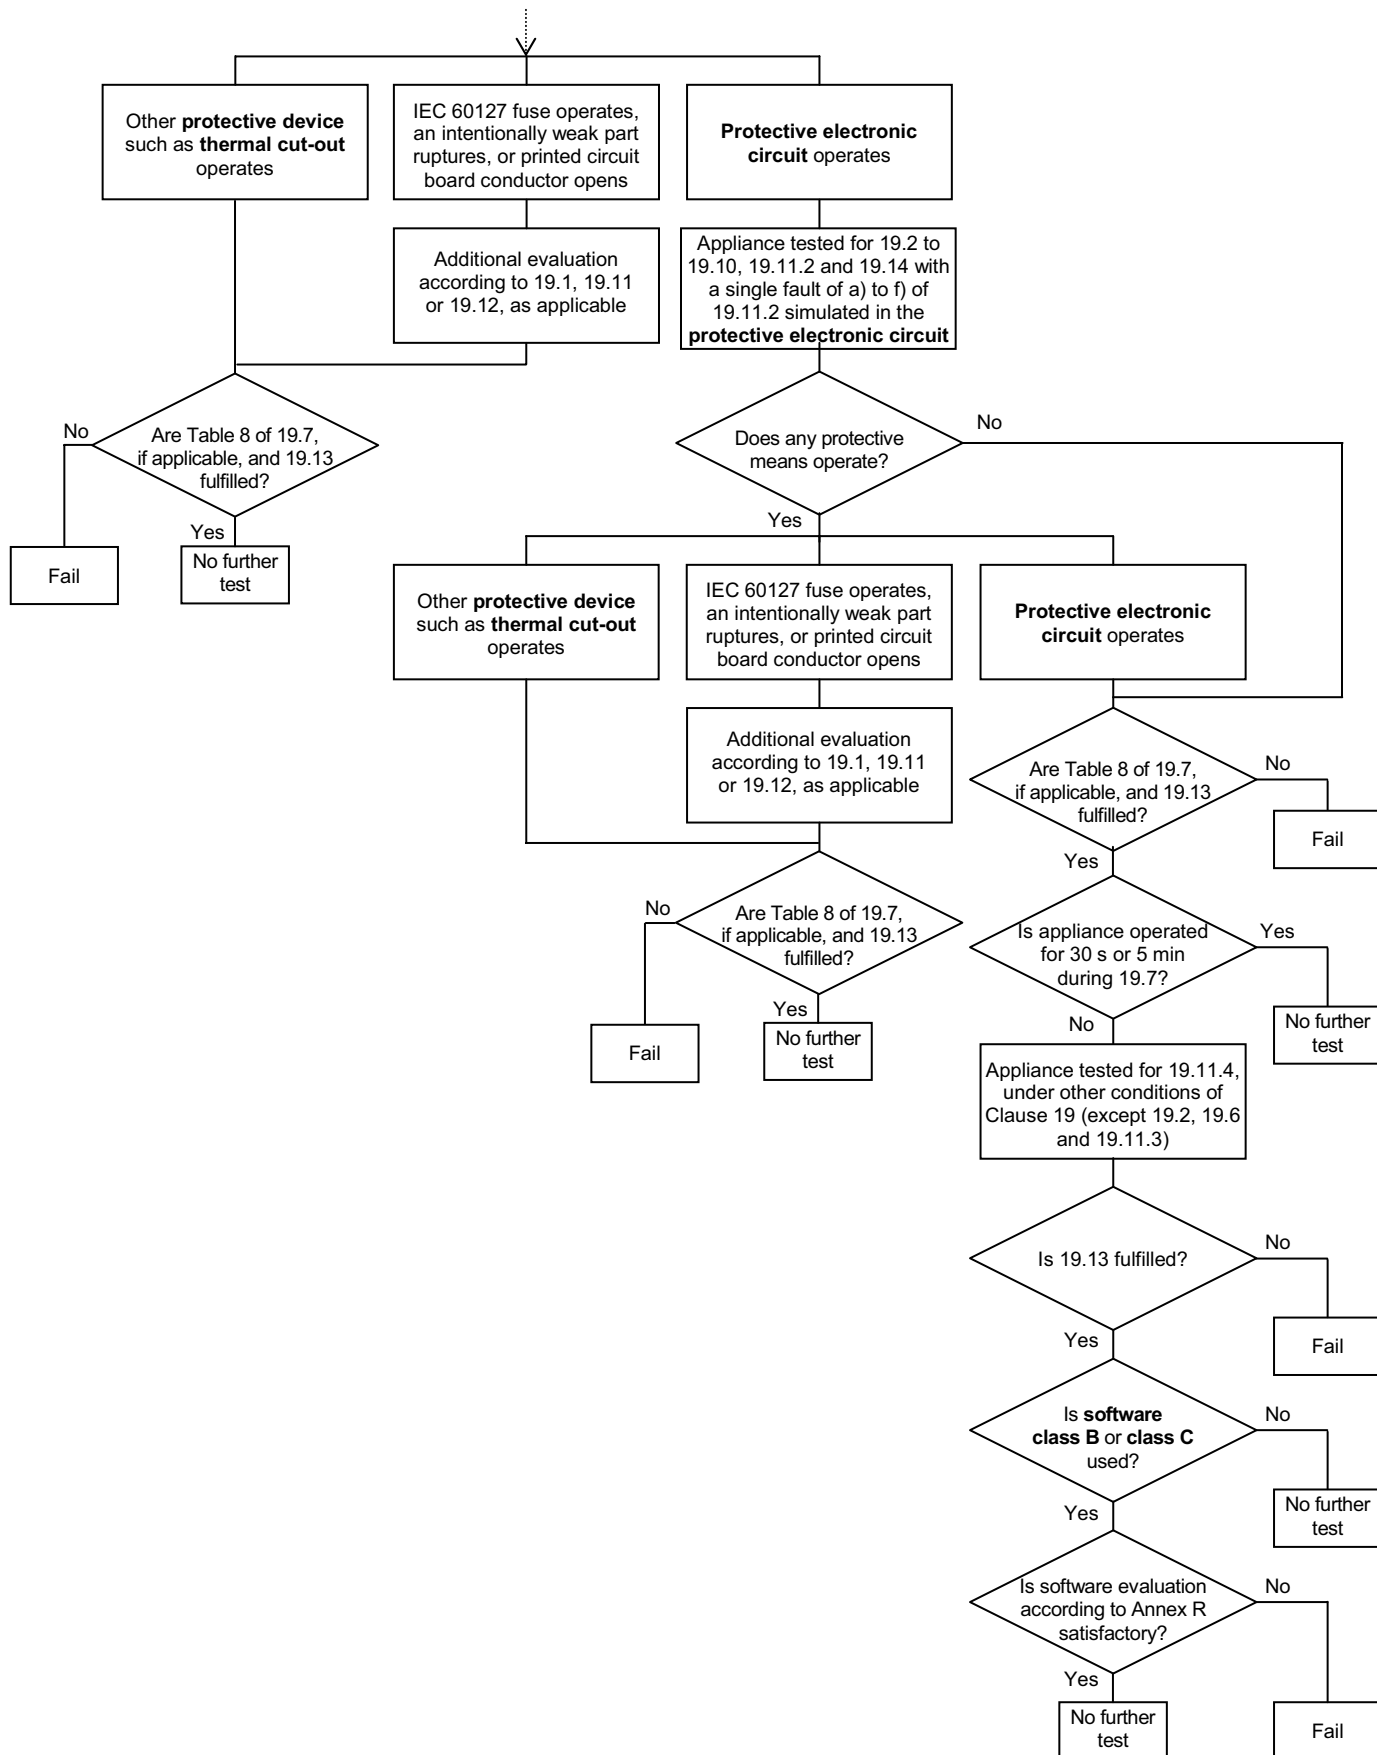 Other protective device
such as thermal cut-out
operates
IEC 60127 fuse operates,
an intentionally weak part
ruptures, or printed circuit
board conductor opens
Protective electronic
circuit operates
Additional evaluation
according to 19.1, 19.11
or 19.12, as applicable
Appliance tested for 19.2 to
19.10, 19.11.2 and 19.14 with
a single fault of a) to f) of
19.11.2 simulated in the
protective electronic circuit
No
Are Table 8 of 19.7,
if applicable, and 19.13
fulfilled?
Yes
Fail
No further
test
Does any protective
means operate?
No
Yes
Other protective device
such as thermal cut-out
operates
IEC 60127 fuse operates,
an intentionally weak part
ruptures, or printed circuit
board conductor opens
Protective electronic
circuit operates
Additional evaluation
according to 19.1, 19.11
or 19.12, as applicable
No
Are Table 8 of 19.7,
if applicable, and 19.13
fulfilled?
Yes
Fail
No further
test
Are Table 8 of 19.7,
if applicable, and 19.13
fulfilled?
No
Fail
Yes
Is appliance operated
for 30 s or 5 min
during 19.7?
Yes
No further
test
No
Appliance tested for 19.11.4,
under other conditions of
Clause 19 (except 19.2, 19.6
and 19.11.3)
Is 19.13 fulfilled?
No
Fail
Yes
Is software
class B or class C
used?
No
No further
test
Yes
Is software evaluation
according to Annex R
satisfactory?
No
Fail
Yes
No further
test